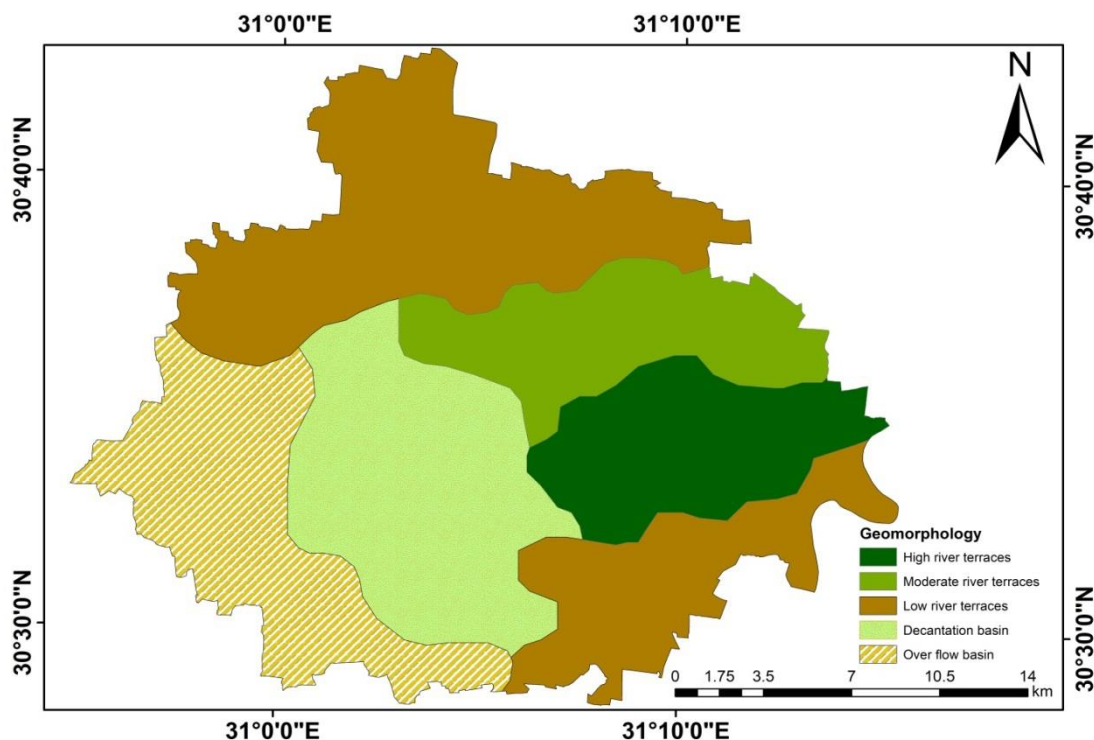 31°0'0"E 31°10'0"E
N
30°40'0"N
30°40'0"N
30°30'0"N
30°30'0"N
Geomorphology
High river terraces
Moderate river terraces
Low river terraces
Decantation basin
Over flow basin
0 1.75 3.5 7 10.5 14
km
31°0'0"E 31°10'0"E